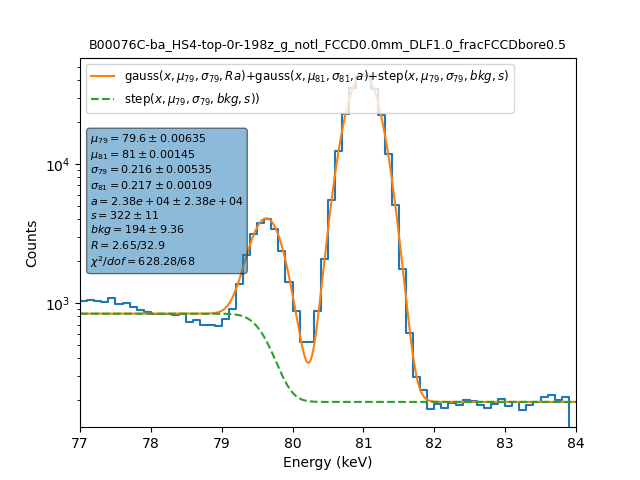 B00076C-ba_HS4-top-0r-198z_g_notl_FCCD0.0mm_DLF1.0_fracFCCDbore0.5
gauss(x, μ₇₉, σ₇₉, Ra)+gauss(x, μ₈₁, σ₈₁, a)+step(x, μ₇₉, σ₇₉, bkg, s)
step(x, μ₇₉, σ₇₉, bkg, s))
μ₇₉ = 79.6 ± 0.00635
μ₈₁ = 81 ± 0.00145
σ₇₉ = 0.216 ± 0.00535
σ₈₁ = 0.217 ± 0.00109
a = 2.38e + 04 ± 2.38e + 04
s = 322 ± 11
bkg = 194 ± 9.36
R = 2.65/32.9
χ²/dof = 628.28/68
10⁴
10³
Counts
77 78 79 80 81 82 83 84
Energy (keV)